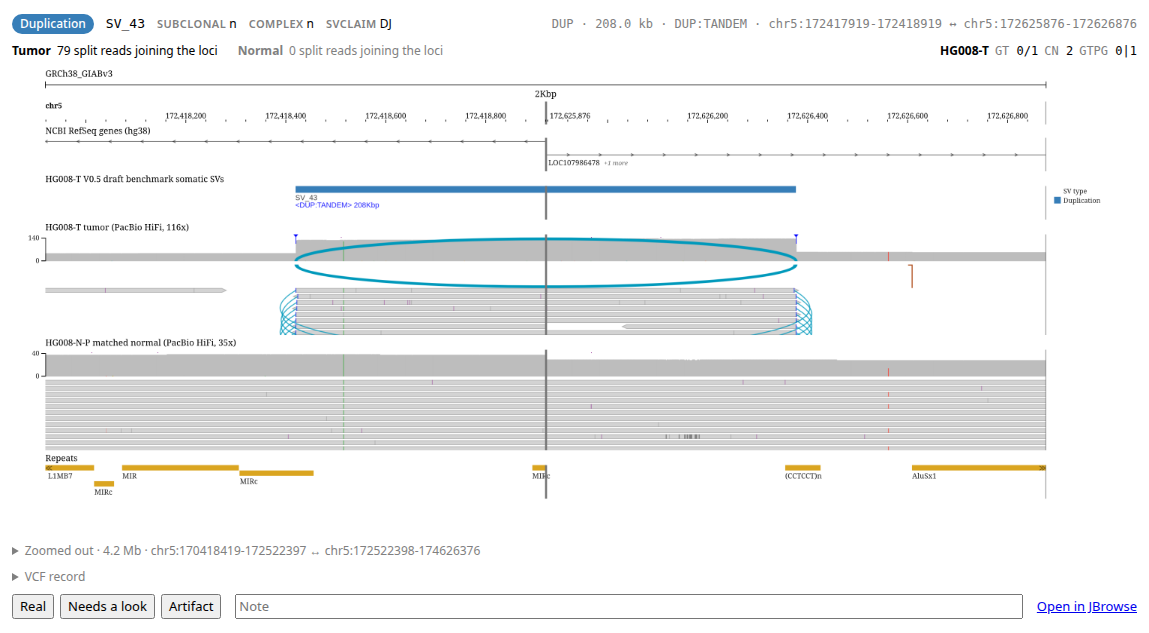 Duplication SV_43 SUBCLONAL n COMPLEX n SVCLAIM DJ DUP · 208.0 kb · DUP:TANDEM · chr5:172417919-172418919 ↔ chr5:172625876-172626876
Tumor 79 split reads joining the loci Normal 0 split reads joining the loci HG008-T GT 0/1 CN 2 GTPG 0|1
GRCh38_GIABv3
2Kbp
chr5
172,418,200 172,418,400 172,418,600 172,418,800 172,625,876 172,626,200 172,626,400 172,626,600 172,626,800
NCBI RefSeq genes (hg38)
LOC107986478 +1 more
HG008-T V0.5 draft benchmark somatic SVs
SV type
Duplication
SV_43
<DUP:TANDEM> 208Kbp
HG008-T tumor (PacBio HiFi, 116x)
140
0
HG008-N-P matched normal (PacBio HiFi, 35x)
40
0
Repeats
L1MB7 MIR MIRc (CCTCCT)n AluSx1
MIRc
MIRc
▶ Zoomed out · 4.2 Mb · chr5:170418419-172522397 ↔ chr5:172522398-174626376
▶ VCF record
Real Needs a look Artifact Note Open in JBrowse